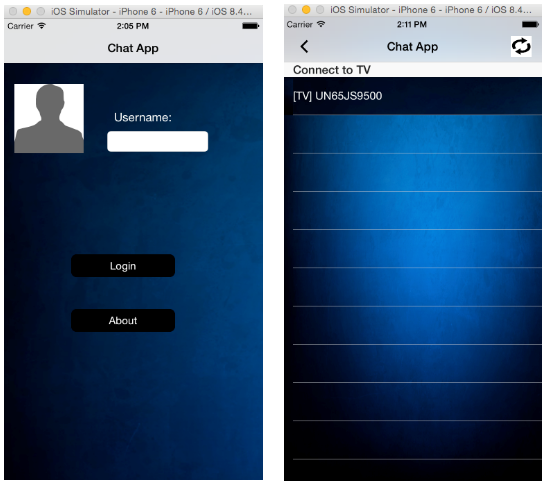 iOS Simulator - iPhone 6 - iPhone 6 / iOS 8.4...
Carrier 2:05 PM
Chat App
Username:
Login
About
iOS Simulator - iPhone 6 - iPhone 6 / iOS 8.4...
Carrier 2:11 PM
Chat App
Connect to TV
[TV] UN65JS9500